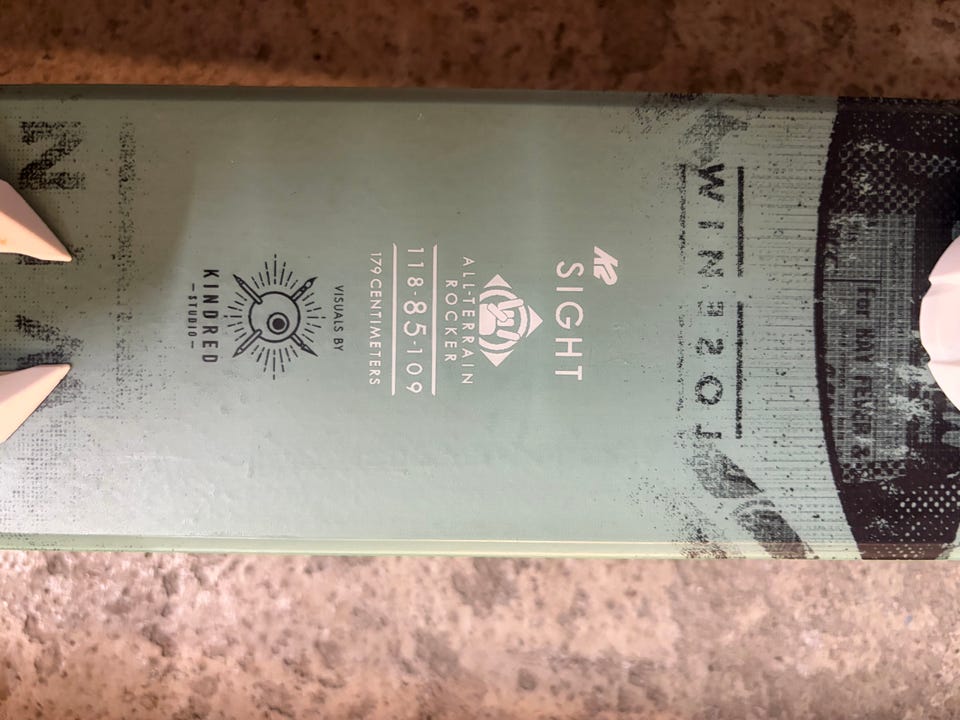 For HAY FEVER &
K2
SIGHT
ALL-TERRAIN
ROCKER
118-85-109
179 CENTIMETERS
VISUALS BY
KINDRED
–STUDIO–